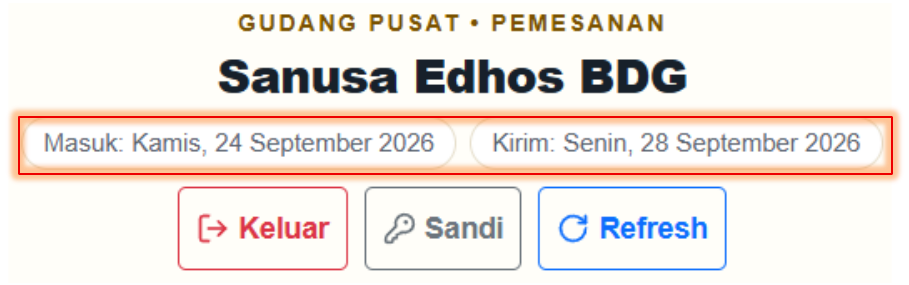 GUDANG PUSAT • PEMESANAN
Sanusa Edhos BDG
Masuk: Kamis, 24 September 2026 Kirim: Senin, 28 September 2026
Keluar Sandi Refresh